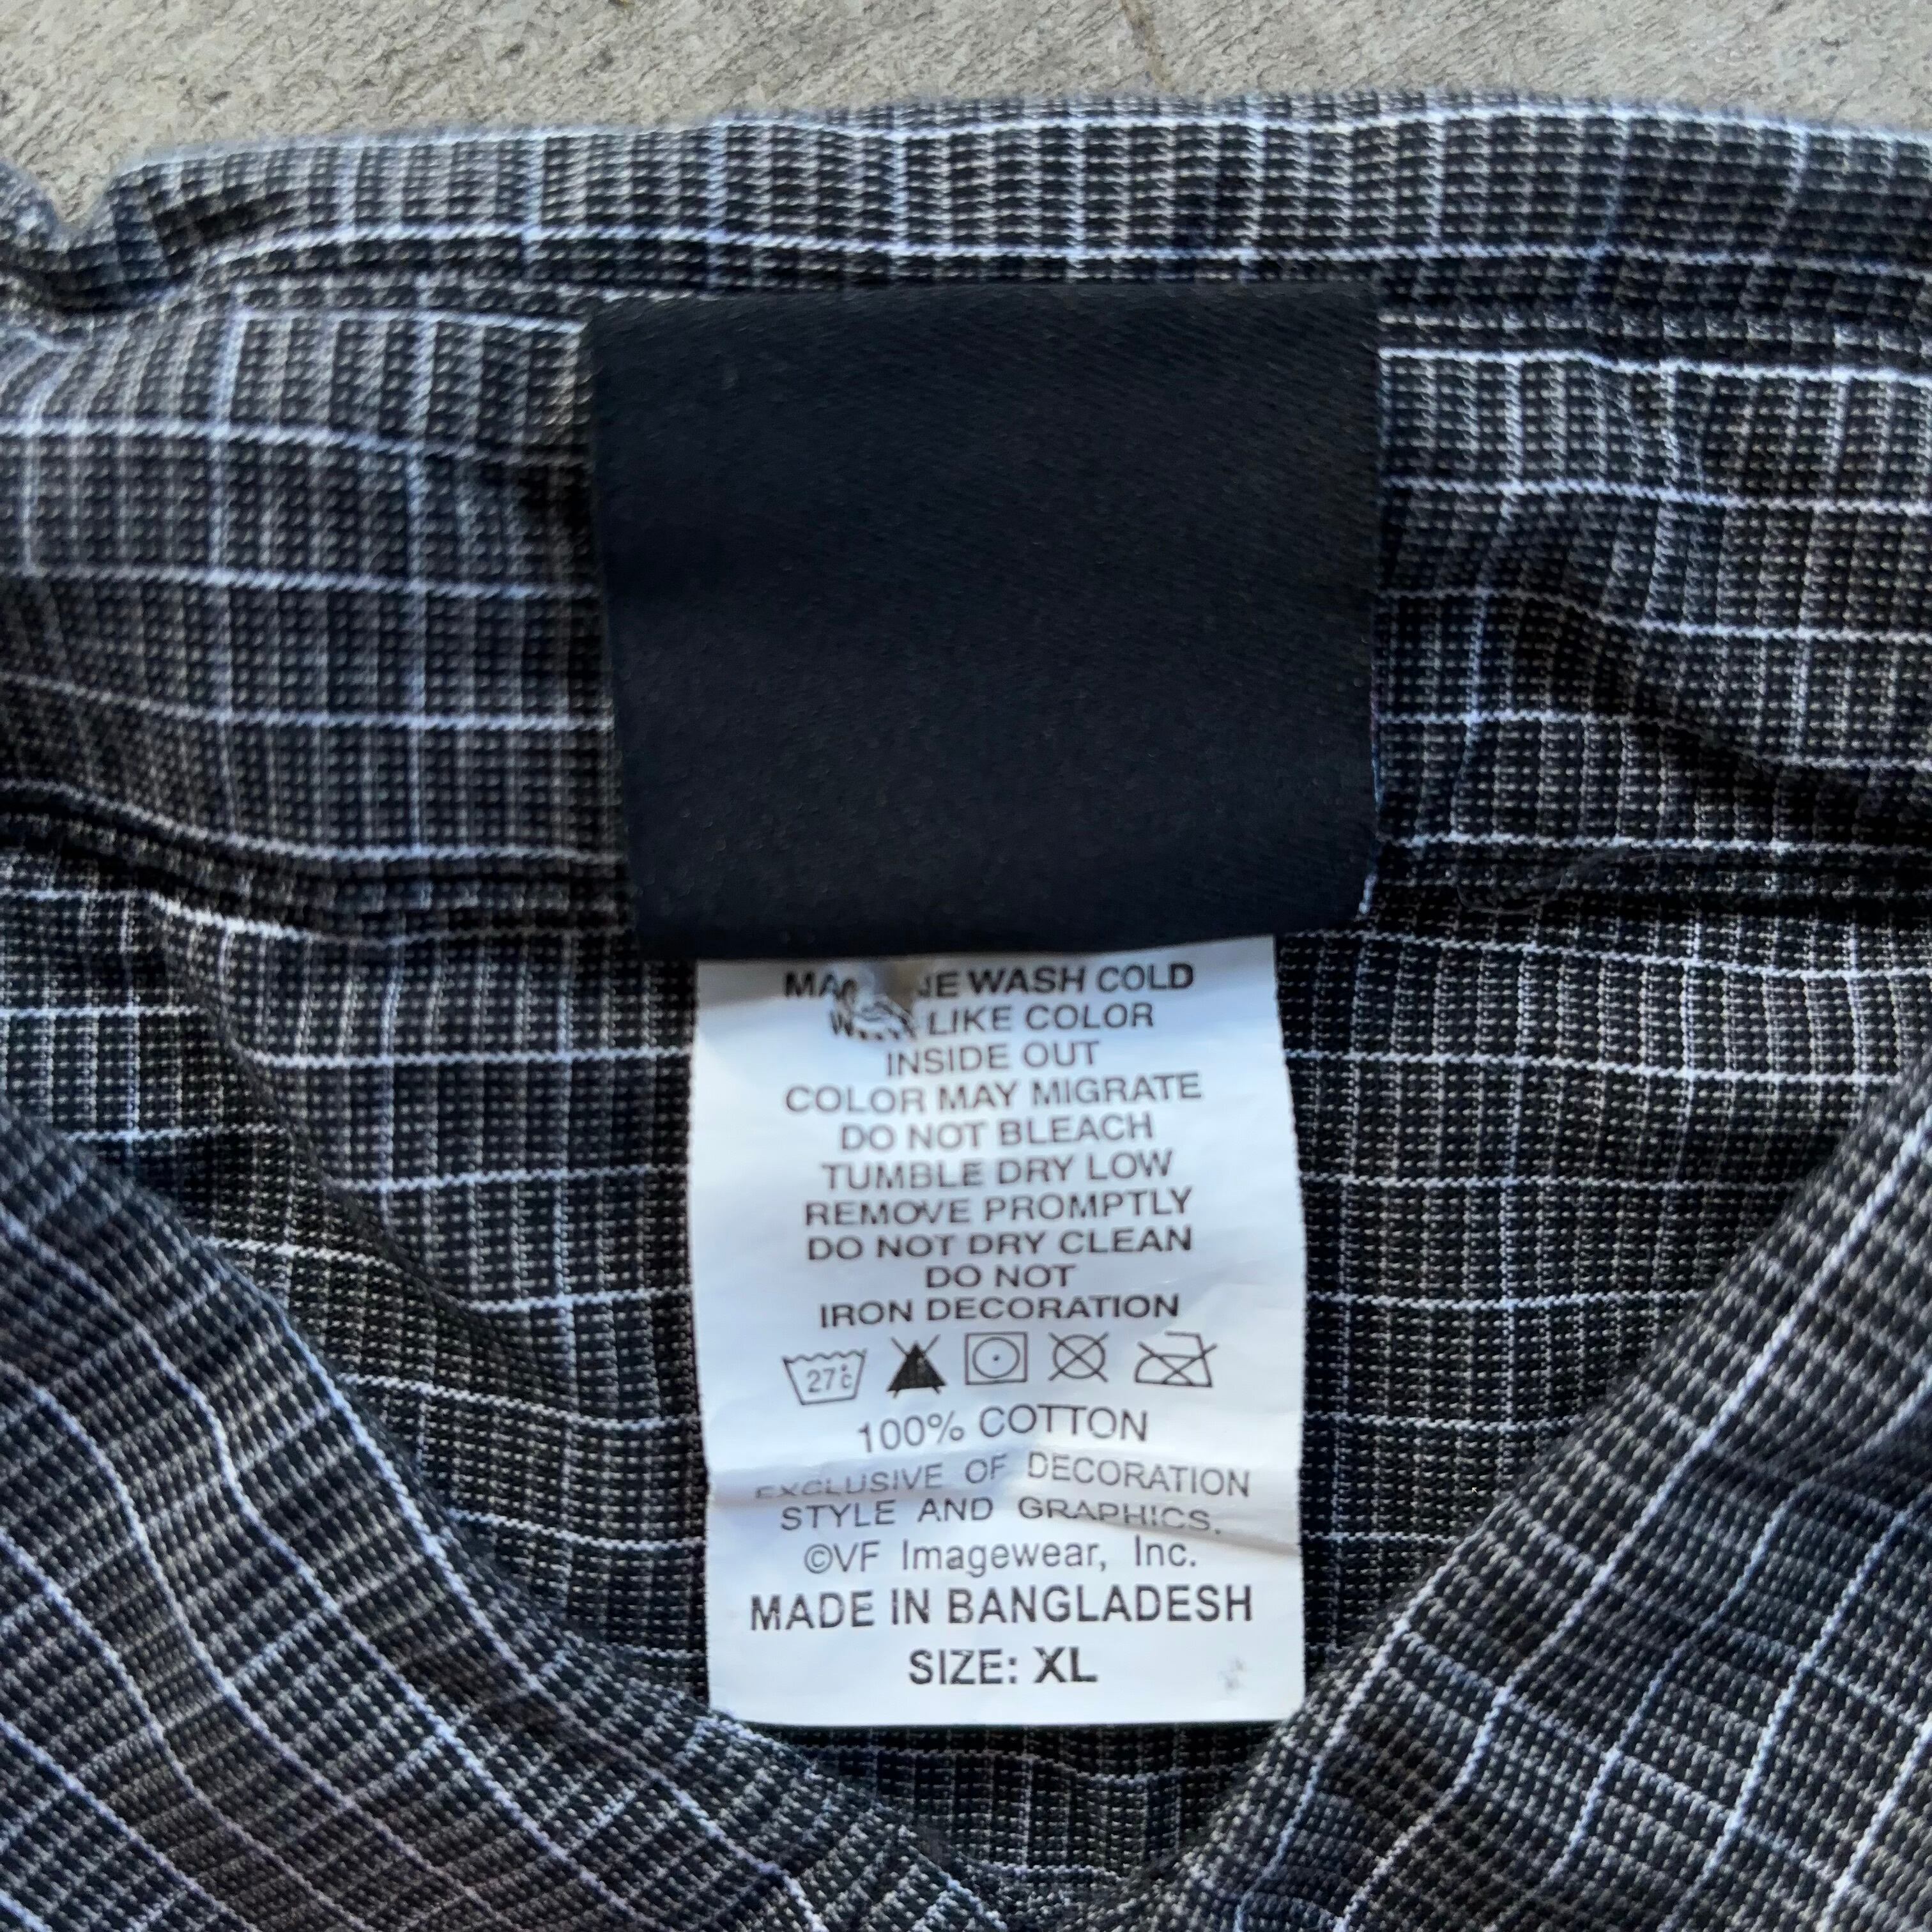 WASH COLD
LIKE COLOR
INSIDE OUT
COLOR MAY MIGRATE
DO NOT BLEACH
TUMBLE DRY LOW
REMOVE PROMPTLY
DO NOT DRY CLEAN
DO NOT
IRON DECORATION
27°C
100% COTTON
EXCLUSIVE OF DECORATION
STYLE AND GRAPHICS.
©VF Imagewear, Inc.
MADE IN BANGLADESH
SIZE: XL